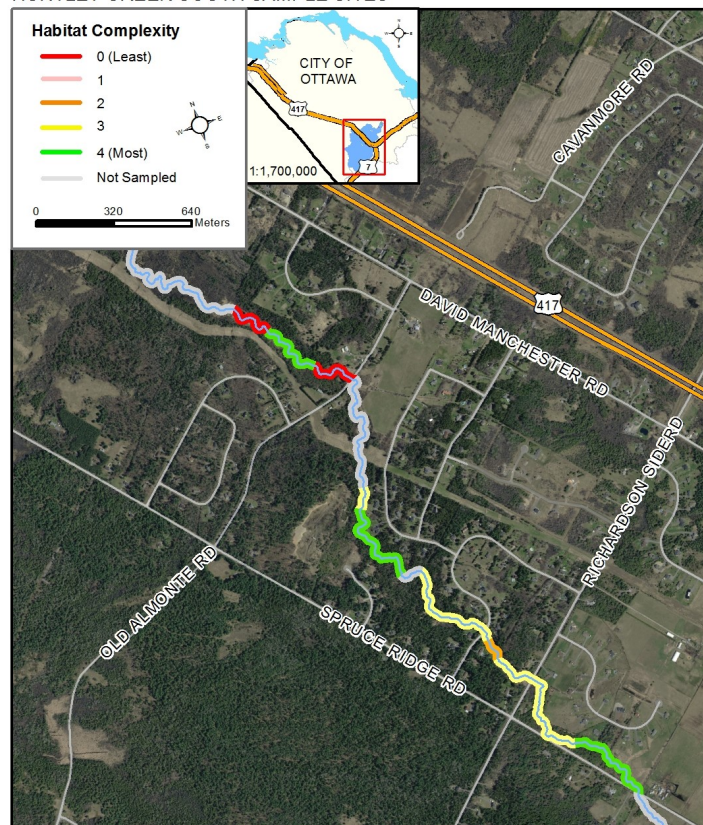 Habitat Complexity
0 (Least)
1
2
3
4 (Most)
Not Sampled
N
W
E
S
0 320 640
Meters
CITY OF
OTTAWA
417
7
1:1,700,000
CAVANMORE RD
417
DAVID MANCHESTER RD
RICHARDSON SIDERD
OLD ALMONTE RD
SPRUCE RIDGE RD